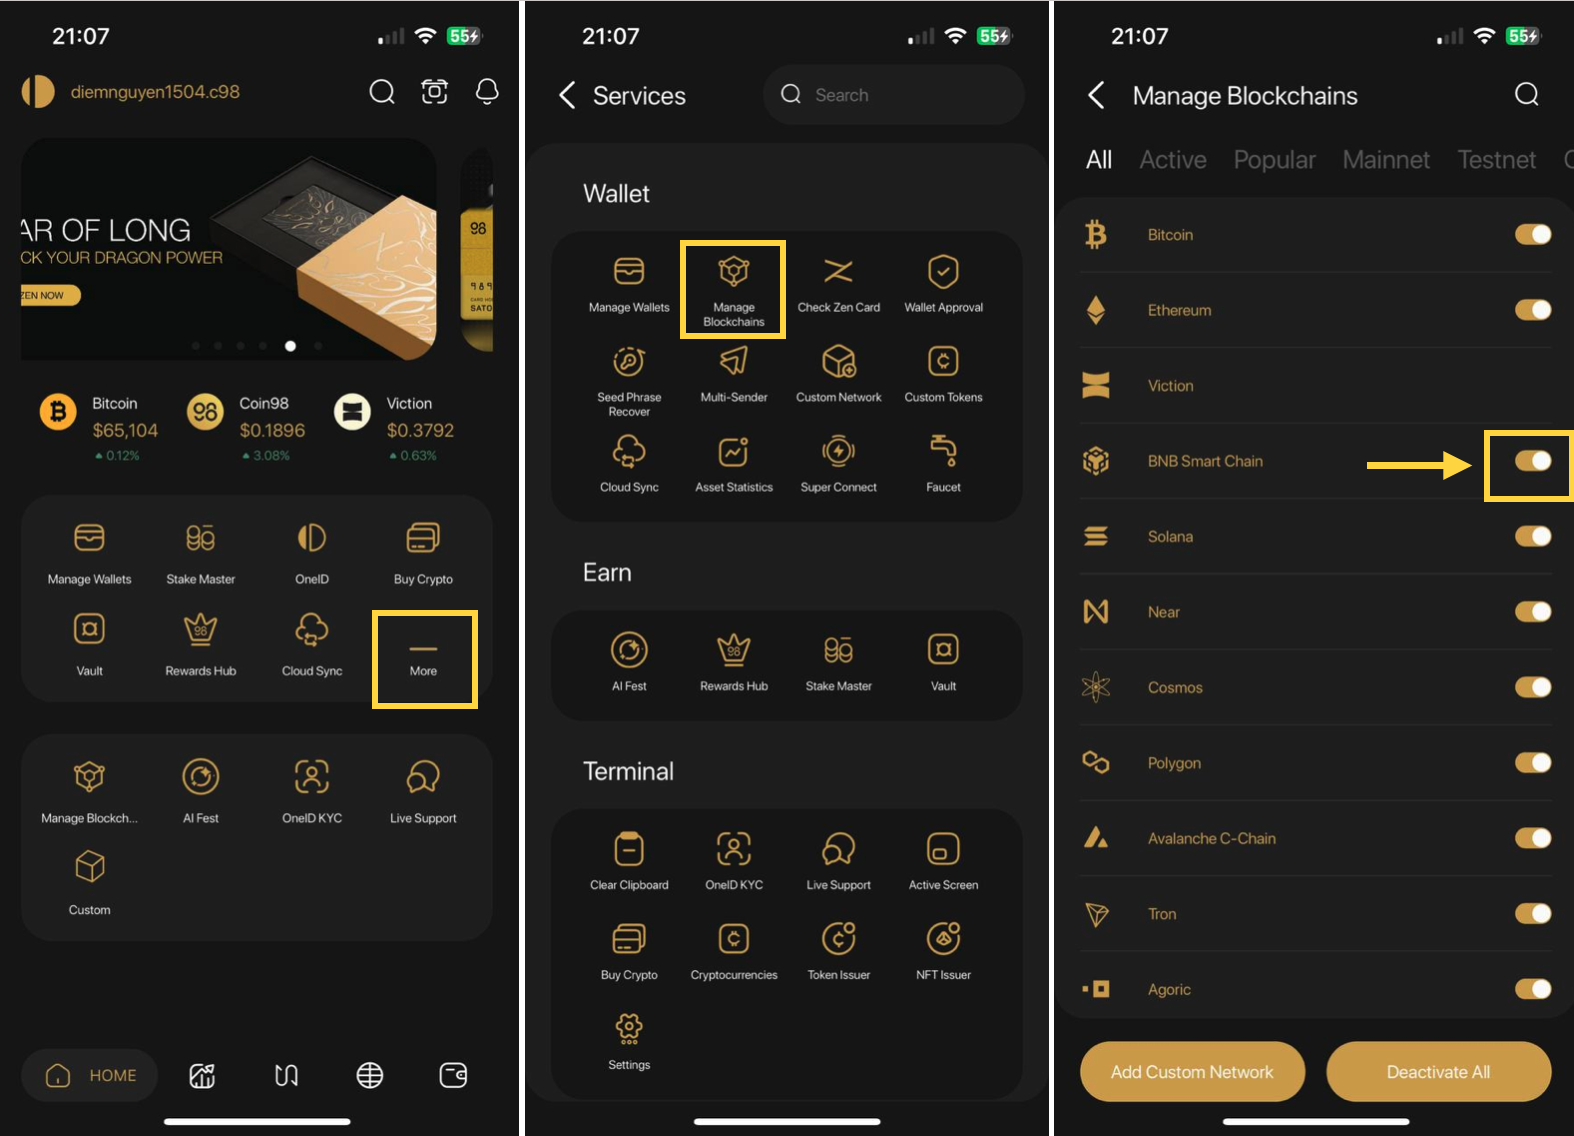 21:07
55
diemnguyen1504.c98
AR OF LONG
CK YOUR DRAGON POWER
ZEN NOW
98
9 8 9
CARD HO
SATO
Bitcoin
$65,104
0.12%
Coin98
$0.1896
3.08%
Viction
$0.3792
0.63%
Manage Wallets
Stake Master
OneID
Buy Crypto
Vault
Rewards Hub
Cloud Sync
More
Manage Blockch...
AI Fest
OneID KYC
Live Support
Custom
HOME
21:07
55
Services
Search
Wallet
Manage Wallets
Manage
Blockchains
Check Zen Card
Wallet Approval
Seed Phrase
Recover
Multi-Sender
Custom Network
Custom Tokens
Cloud Sync
Asset Statistics
Super Connect
Faucet
Earn
AI Fest
Rewards Hub
Stake Master
Vault
Terminal
Clear Clipboard
OneID KYC
Live Support
Active Screen
Buy Crypto
Cryptocurrencies
Token Issuer
NFT Issuer
Settings
21:07
55
Manage Blockchains
All
Active
Popular
Mainnet
Testnet
Bitcoin
Ethereum
Viction
BNB Smart Chain
Solana
Near
Cosmos
Polygon
Avalanche C-Chain
Tron
Agoric
Add Custom Network
Deactivate All